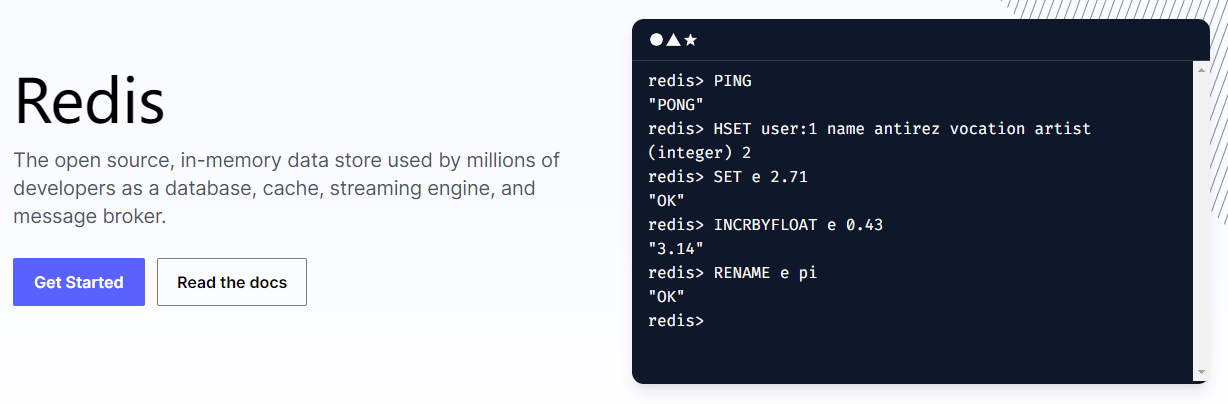 Redis
The open source, in-memory data store used by millions of
developers as a database, cache, streaming engine, and
message broker.
Get Started
Read the docs
redis> PING
"PONG"
redis> HSET user:1 name antirez vocation artist
(integer) 2
redis> SET e 2.71
"OK"
redis> INCRBYFLOAT e 0.43
"3.14"
redis> RENAME e pi
"OK"
redis>